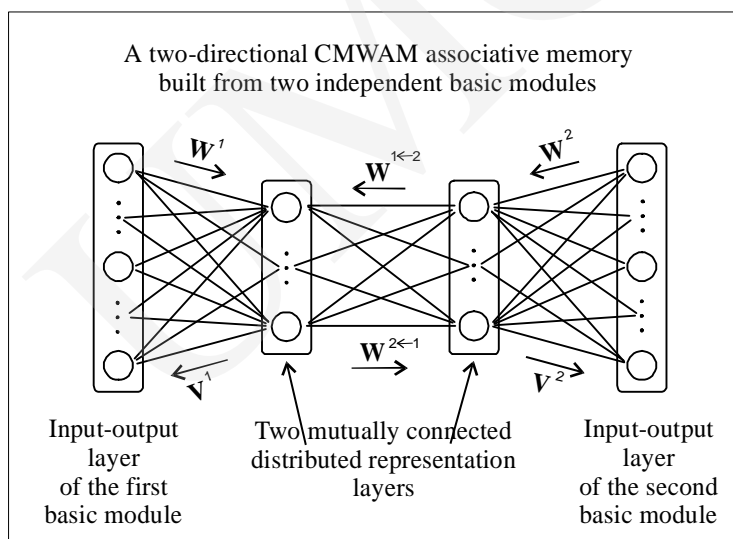 A two-directional CMWAM associative memory
built from two independent basic modules
W¹
W¹←²
W²
W²←¹
V¹
V²
Input-output
layer
of the first
basic module
Two mutually connected
distributed representation
layers
Input-output
layer
of the second
basic module